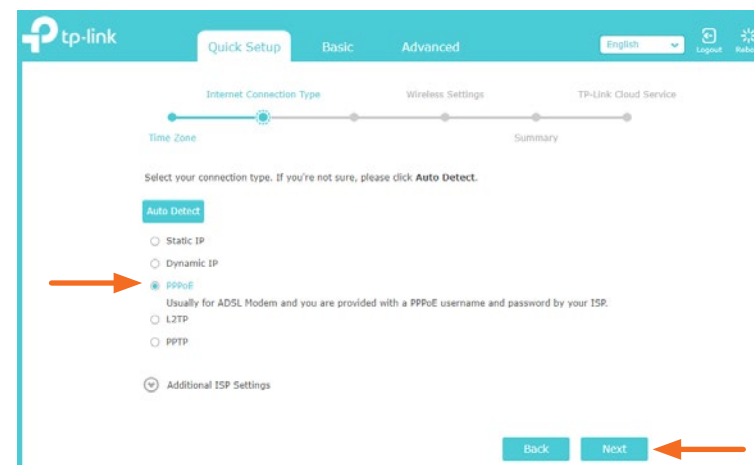 tp-link
Quick Setup Basic Advanced
English
Logout
Internet Connection Type Wireless Settings TP-Link Cloud Service
Time Zone Summary
Select your connection type. If you're not sure, please click Auto Detect.
Auto Detect
Static IP
Dynamic IP
PPPoE
Usually for ADSL Modem and you are provided with a PPPoE username and password by your ISP.
L2TP
PPTP
Additional ISP Settings
Back Next